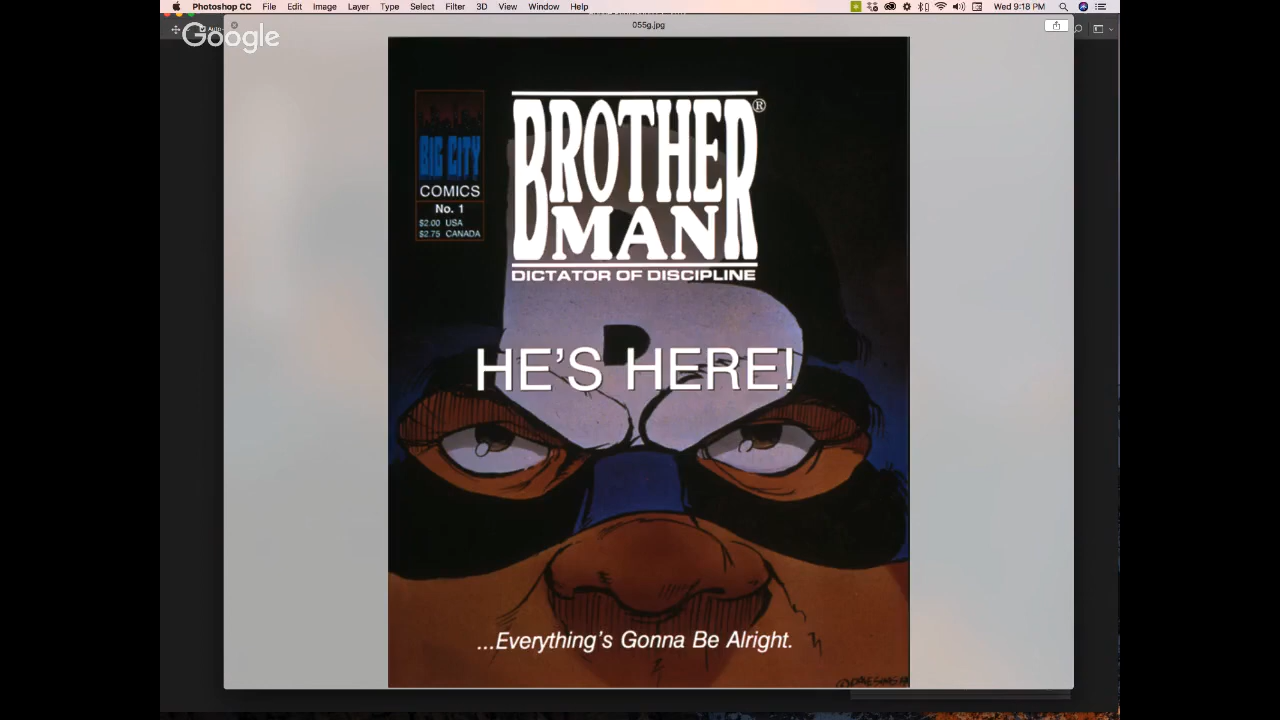 Photoshop CC File Edit Image Layer Type Select Filter 3D View Window Help Wed 9:18 PM
055g.jpg
Google
BROTHER
MAN
®
DICTATOR OF DISCIPLINE
BIG CITY
COMICS
No. 1
$2.00 USA
$2.75 CANADA
B
HE'S HERE!
...Everything's Gonna Be Alright.